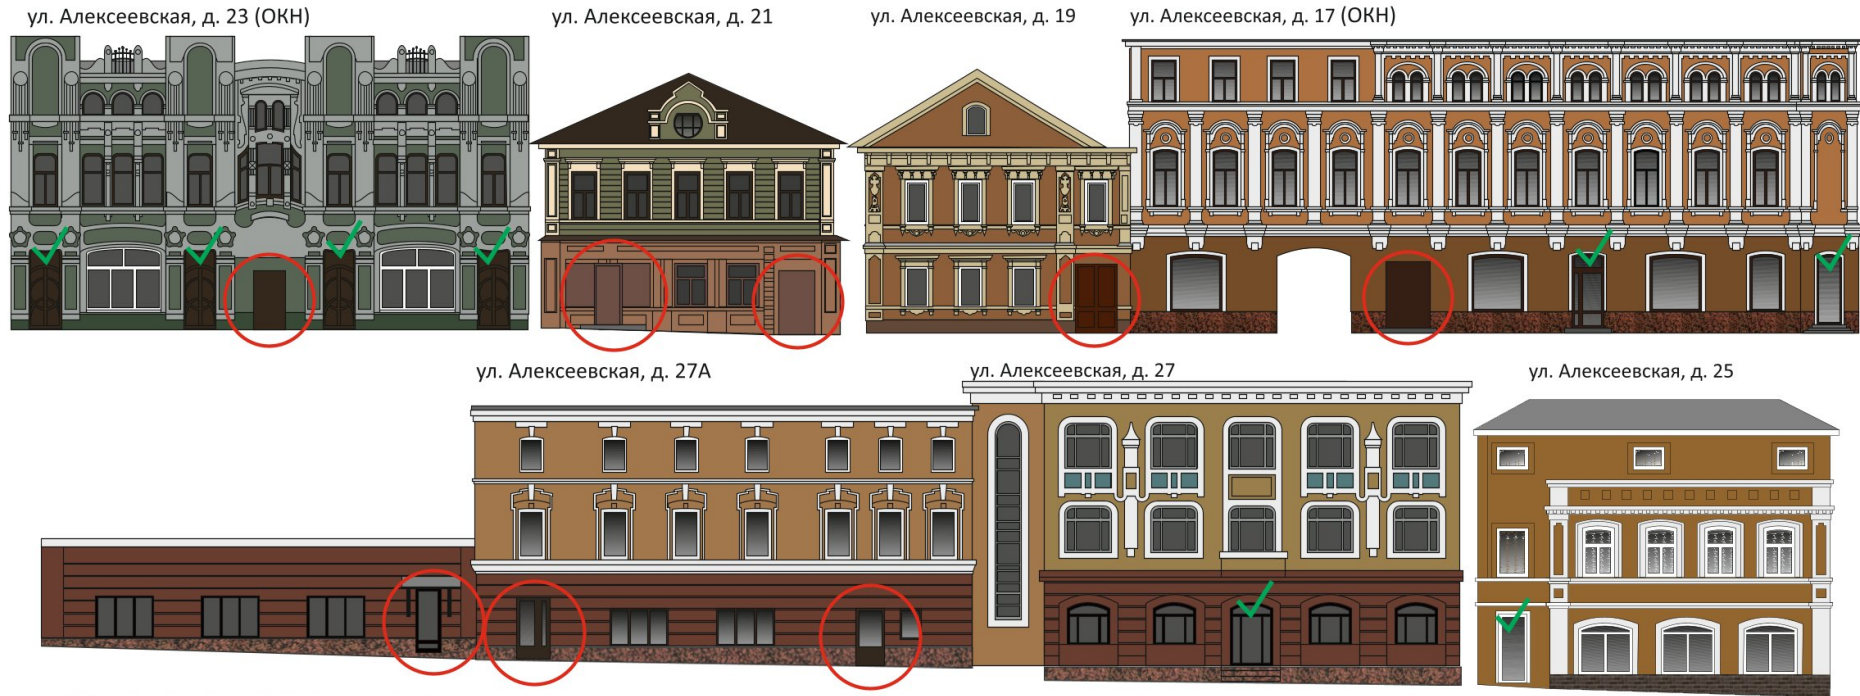 ул. Алексеевская, д. 23 (ОКН)
ул. Алексеевская, д. 21
ул. Алексеевская, д. 19
ул. Алексеевская, д. 17 (ОКН)
ул. Алексеевская, д. 27А
ул. Алексеевская, д. 27
ул. Алексеевская, д. 25